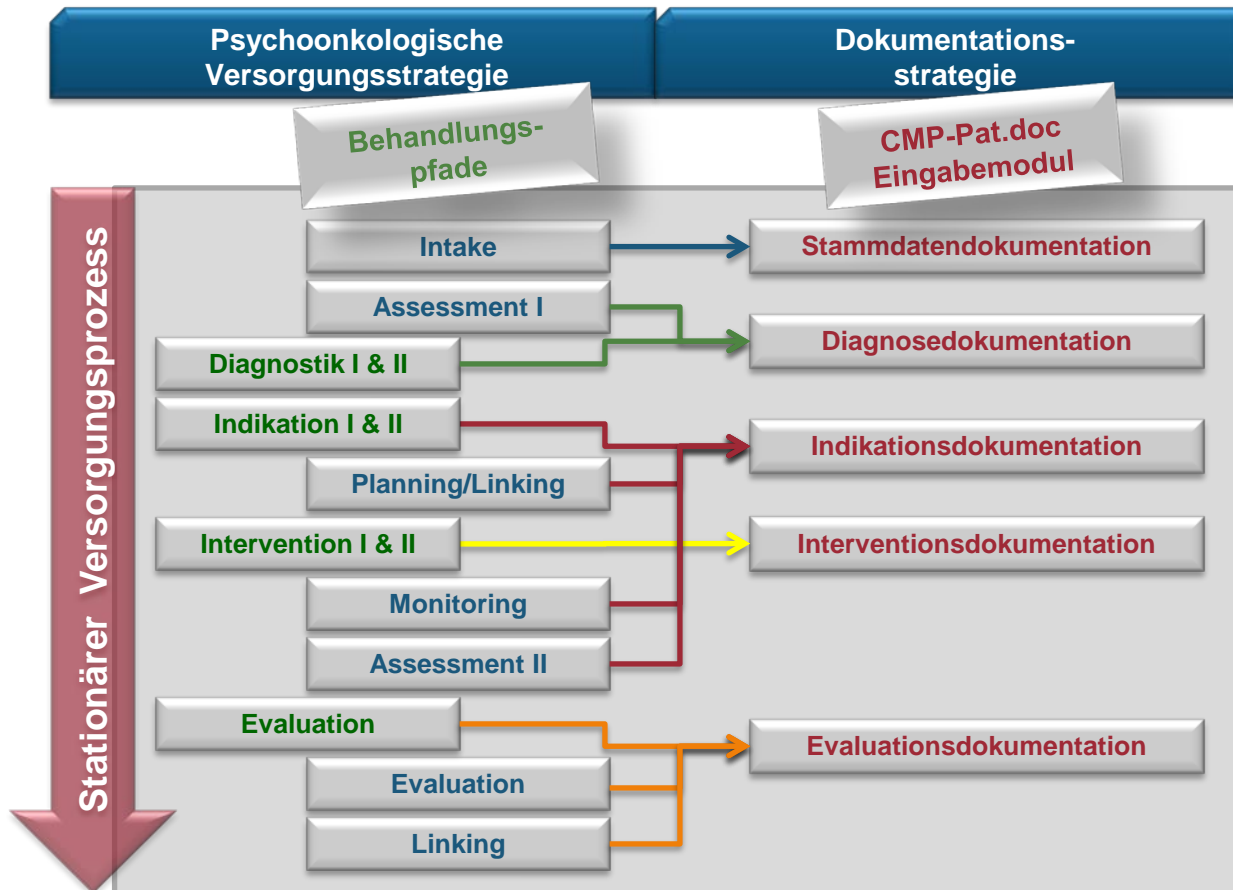 Psychoonkologische
Versorgungsstrategie
Dokumentations-
strategie
Behandlungs-
pfade
CMP-Pat.doc
Eingabemodul
Stationärer Versorgungsprozess
Intake
Stammdatendokumentation
Assessment I
Diagnosedokumentation
Diagnostik I & II
Indikation I & II
Indikationsdokumentation
Planning/Linking
Intervention I & II
Interventionsdokumentation
Monitoring
Assessment II
Evaluation
Evaluationsdokumentation
Evaluation
Linking